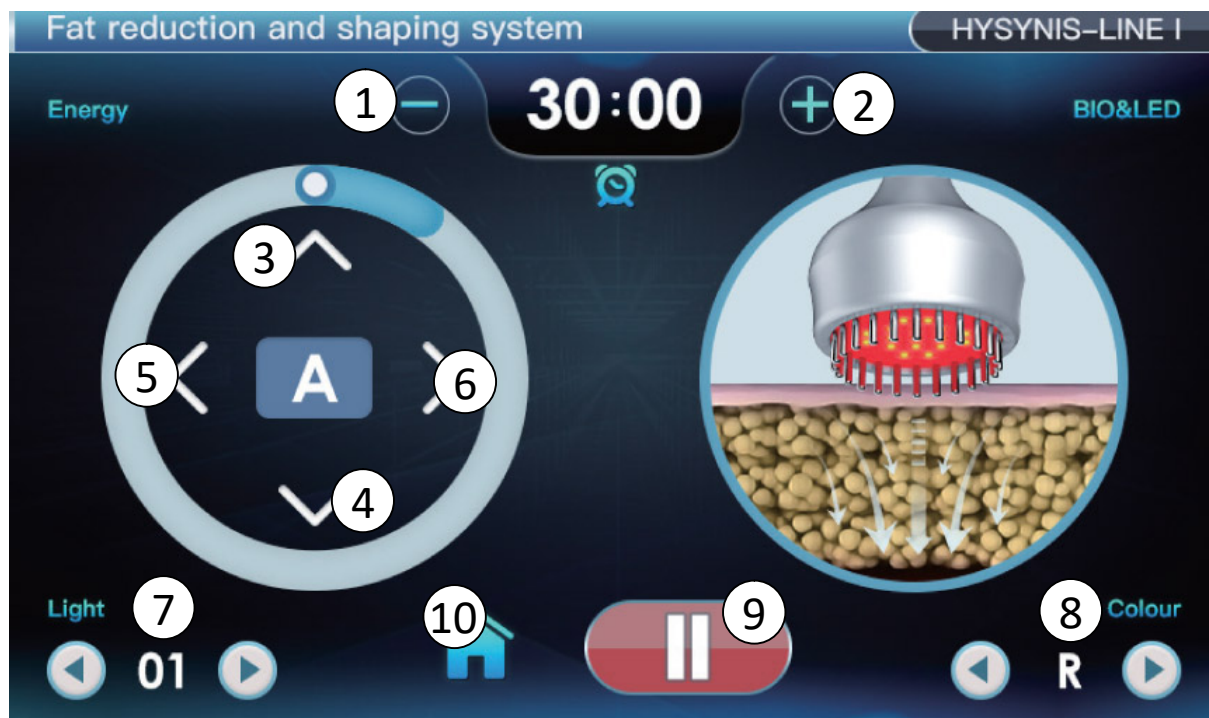 Fat reduction and shaping system
HYSYNIS-LINE I
Energy
1
30:00
2
BIO&LED
3
5
A
6
4
Light
7
10
9
8
Colour
01
R